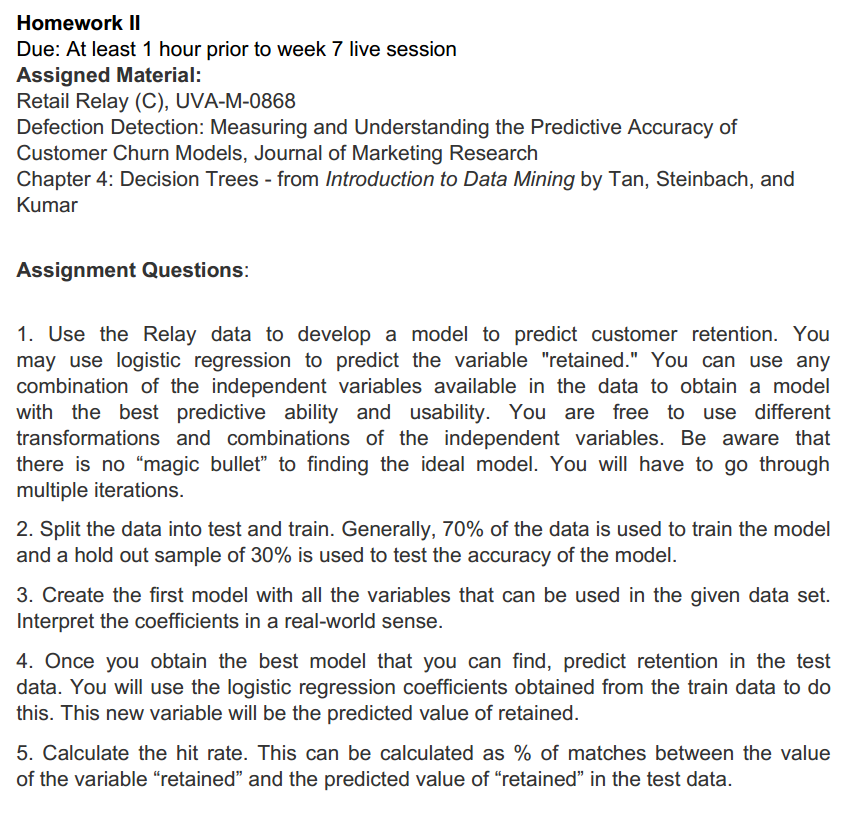 Homework II
Due: At least 1 hour prior to week 7 live session
Assigned Material:
Retail Relay (C), UVA-M-0868
Defection Detection: Measuring and Understanding the Predictive Accuracy of
Customer Churn Models, Journal of Marketing Research
Chapter 4: Decision Trees - from Introduction to Data Mining by Tan, Steinbach, and
Kumar
Assignment Questions:
1. Use the Relay data to develop a model to predict customer retention. You
may use logistic regression to predict the variable "retained." You can use any
combination of the independent variables available in the data to obtain a model
with the best predictive ability and usability. You are free to use different
transformations and combinations of the independent variables. Be aware that
there is no “magic bullet” to finding the ideal model. You will have to go through
multiple iterations.
2. Split the data into test and train. Generally, 70% of the data is used to train the model
and a hold out sample of 30% is used to test the accuracy of the model.
3. Create the first model with all the variables that can be used in the given data set.
Interpret the coefficients in a real-world sense.
4. Once you obtain the best model that you can find, predict retention in the test
data. You will use the logistic regression coefficients obtained from the train data to do
this. This new variable will be the predicted value of retained.
5. Calculate the hit rate. This can be calculated as % of matches between the value
of the variable “retained” and the predicted value of “retained” in the test data.